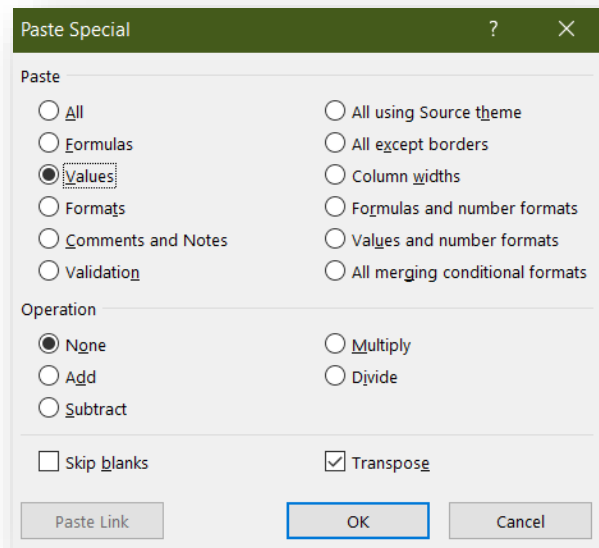 Paste Special ?
Paste
All
Formulas
Values
Formats
Comments and Notes
Validation
All using Source theme
All except borders
Column widths
Formulas and number formats
Values and number formats
All merging conditional formats
Operation
None
Add
Subtract
Multiply
Divide
Skip blanks
Transpose
Paste Link
OK
Cancel